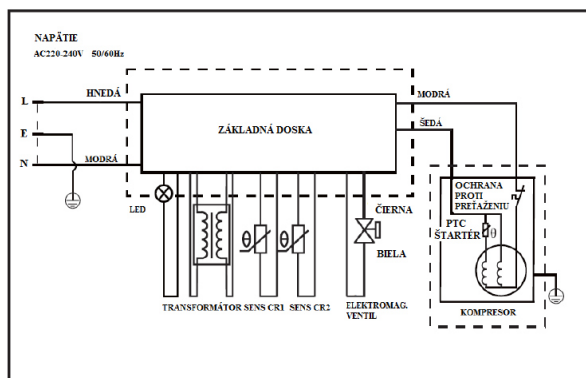 NAPÄTIE
AC220-240V 50/60Hz
L
HNEDÁ
E
N
MODRÁ
ZÁKLADNÁ DOSKA
MODRÁ
ŠEDÁ
LED
ČIERNA
BIELA
OCHRANA
PROTI
PREŤAŽENIU
PTC
ŠTARTÉR
θ
θ
θ
TRANSFORMÁTOR SENS CR1 SENS CR2
ELEKTROMAG.
VENTIL
KOMPRESOR